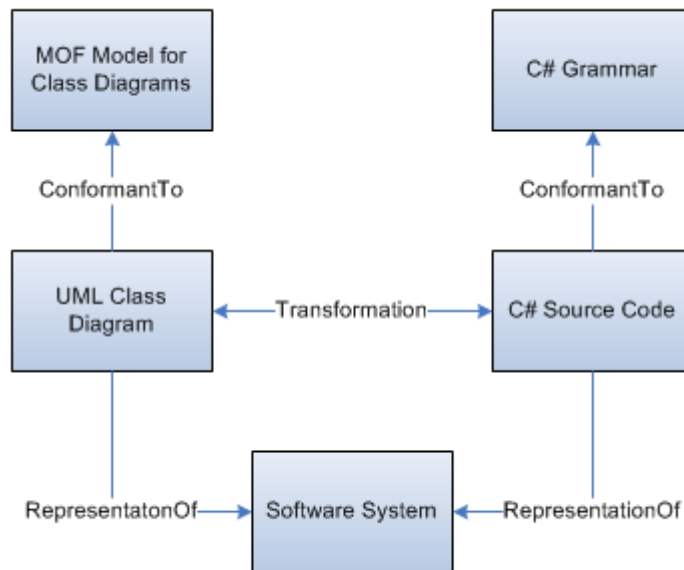 MOF Model for
Class Diagrams
C# Grammar
ConformantTo
ConformantTo
UML Class
Diagram
Transformation
C# Source Code
RepresentatonOf
Software System
RepresentationOf